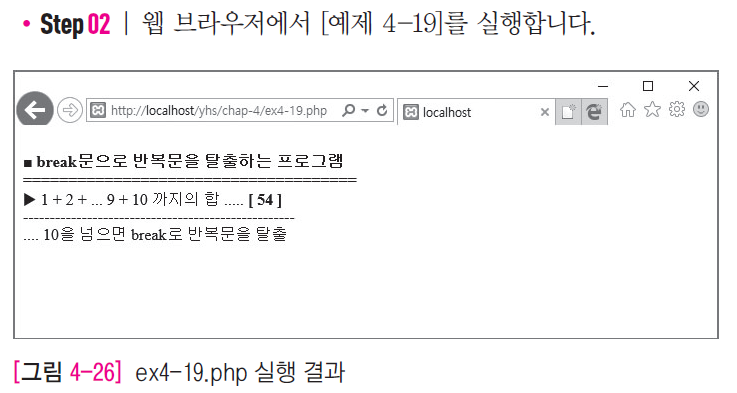 • Step 02 | 웹 브라우저에서 [예제 4-19]를 실행합니다.
http://localhost/yhs/chap-4/ex4-19.php
localhost
■ break문으로 반복문을 탈출하는 프로그램
=====================================
▶ 1 + 2 + ... 9 + 10 까지의 합 ..... [ 54 ]
----------------------------------------------------
.... 10을 넘으면 break로 반복문을 탈출
[그림 4-26] ex4-19.php 실행 결과